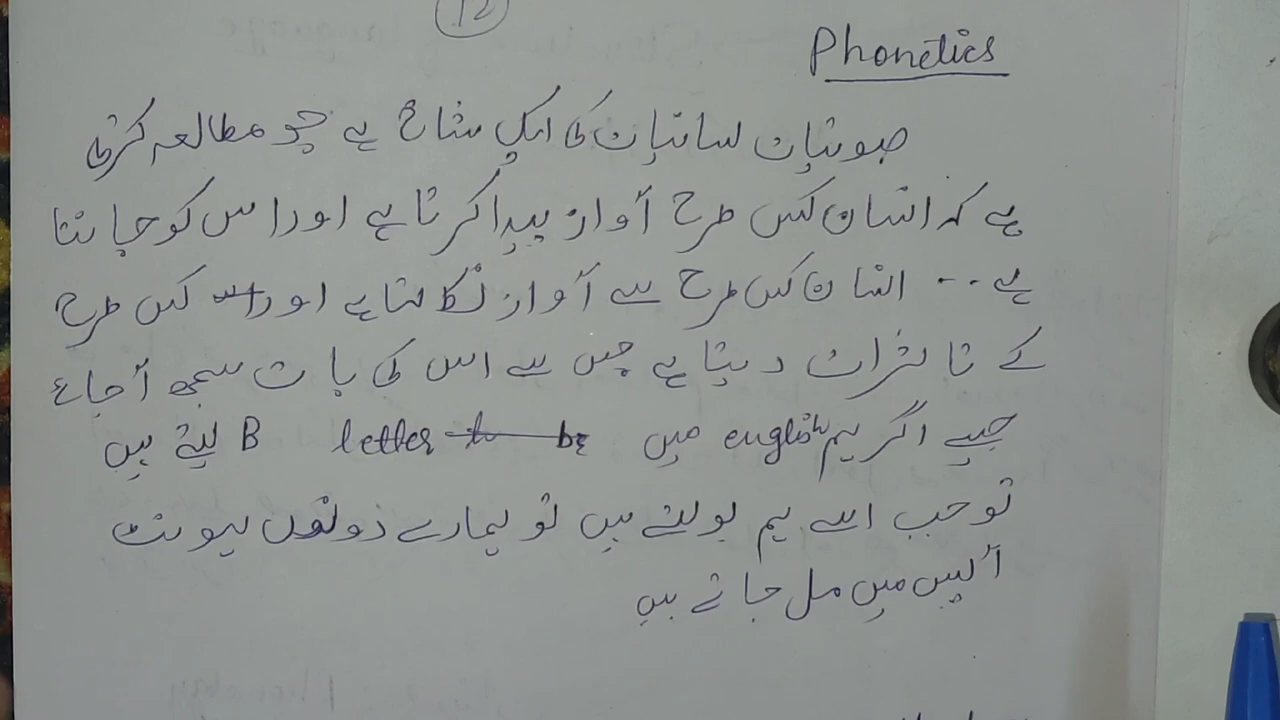 12
Phonetics
صوتیات لسانیات کی ایک شاخ ہے جو مطالعہ کرتی
ہے کہ انسان کس طرح آواز پیدا کرتا ہے اور اس کو جانتا
ہے .. انسان کس طرح سے آواز نکالتا ہے اور کس طرح
کے تاثرات دیتا ہے جس سے اس کی بات سمجھ آجائے
جیسے اگر ہم english میں letter B لیتے ہیں
تو جب اسے ہم بولتے ہیں تو ہمارے دونوں ہونٹ
آپس میں مل جاتے ہیں